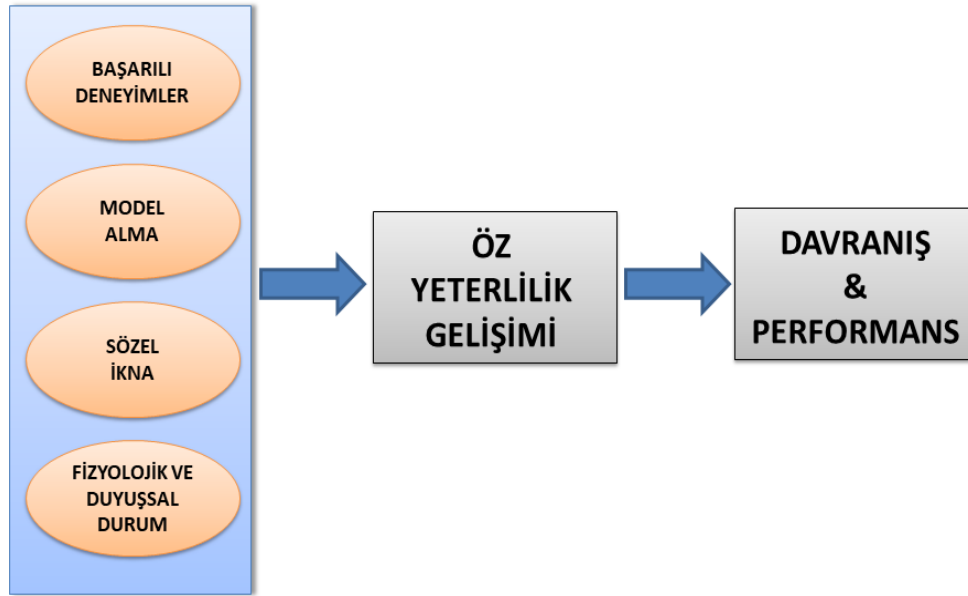 BAŞARILI
DENEYİMLER
MODEL
ALMA
SÖZEL
İKNA
FİZYOLOJİK VE
DUYUŞSAL
DURUM
ÖZ
YETERLİLİK
GELİŞİMİ
DAVRANIŞ
&
PERFORMANS